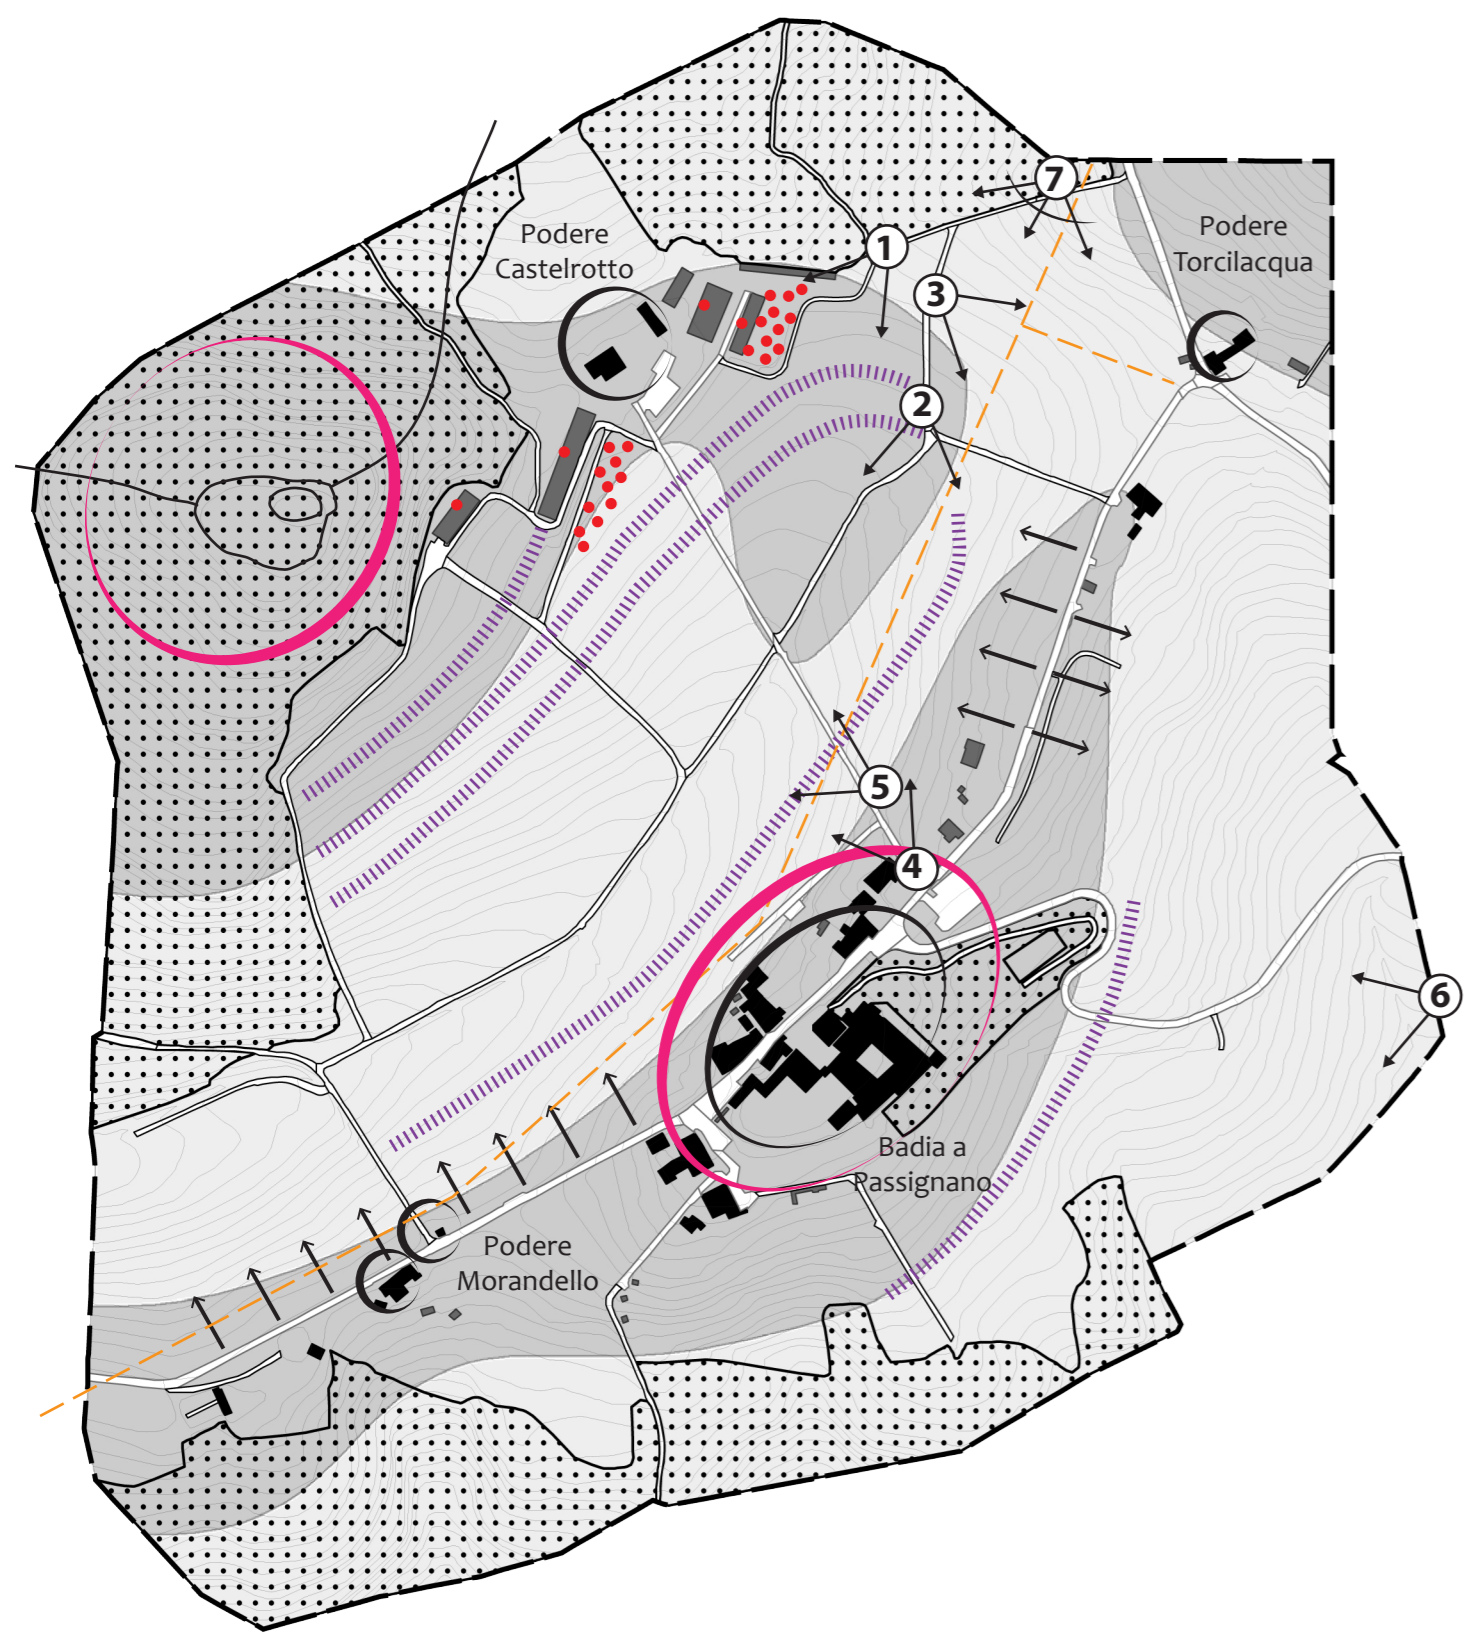 7
Podere
Torcilacqua
Podere
Castelrotto
1
3
2
5
4
6
Badia a
Passignano
Podere
Morandello